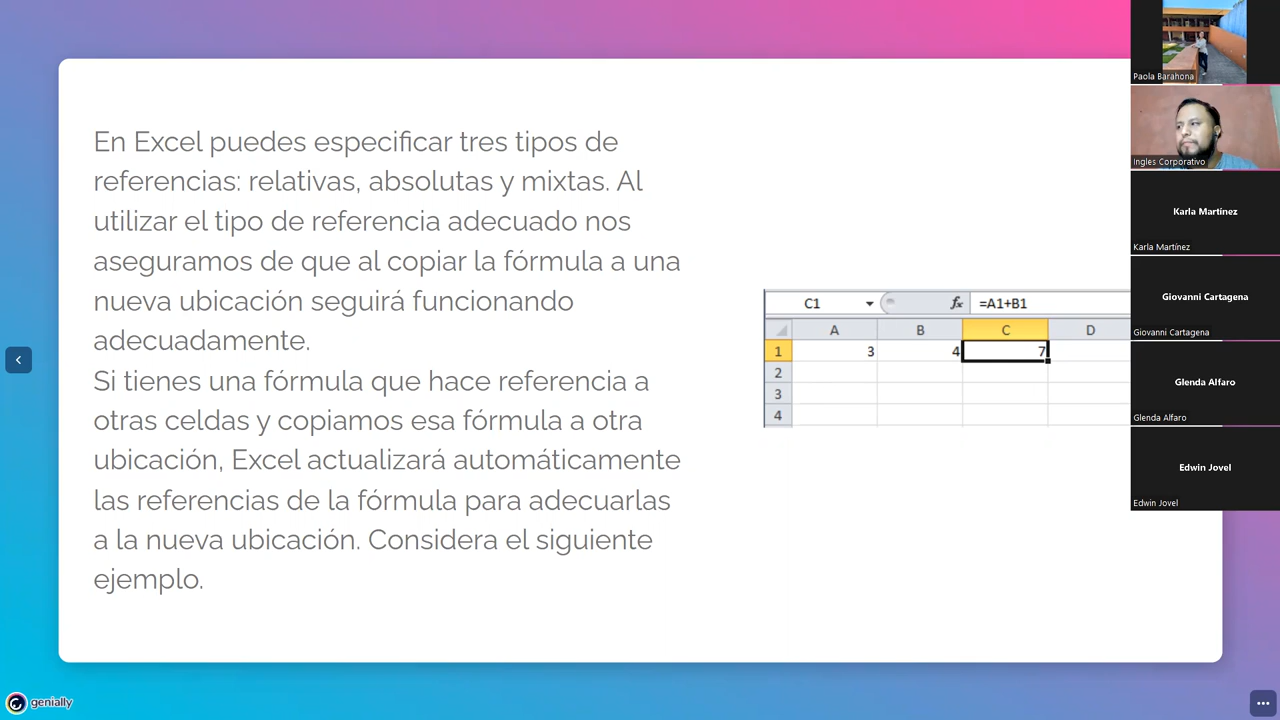 En Excel puedes especificar tres tipos de
referencias: relativas, absolutas y mixtas. Al
utilizar el tipo de referencia adecuado nos
aseguramos de que al copiar la fórmula a una
nueva ubicación seguirá funcionando
adecuadamente.
Si tienes una fórmula que hace referencia a
otras celdas y copiamos esa fórmula a otra
ubicación, Excel actualizará automáticamente
las referencias de la fórmula para adecuarlas
a la nueva ubicación. Considera el siguiente
ejemplo.
C1 fx =A1+B1
A B C D
1 3 4 7
2
3
4
Paola Barahona
Ingles Corporativo
Karla Martínez
Karla Martínez
Giovanni Cartagena
Giovanni Cartagena
Glenda Alfaro
Glenda Alfaro
Edwin Jovel
Edwin Jovel
genially